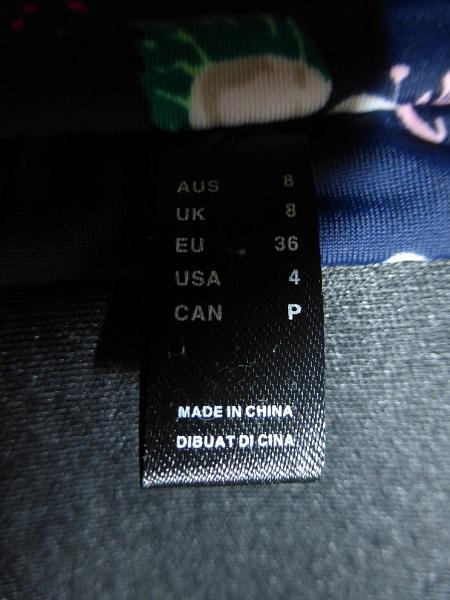 AUS 8
UK 8
EU 36
USA 4
CAN P
MADE IN CHINA
DIBUAT DI CINA